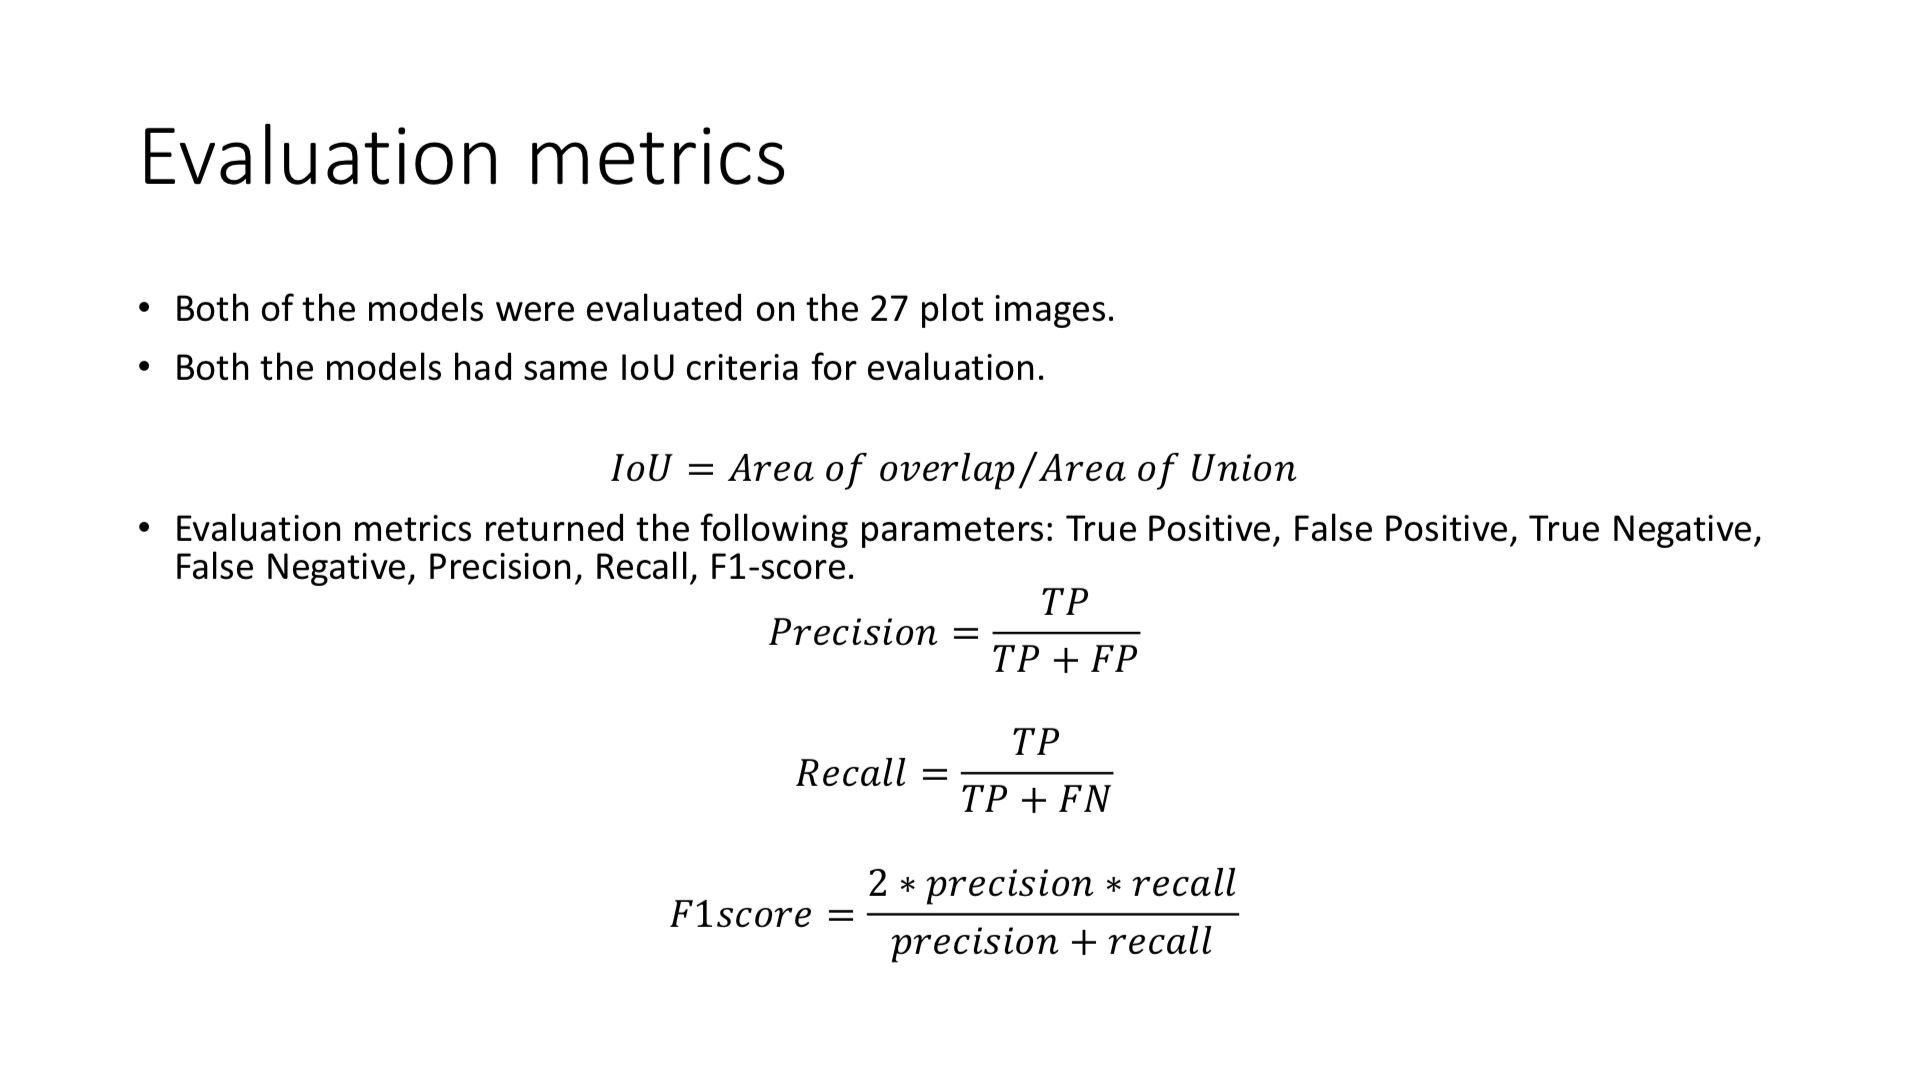 Evaluation metrics
• Both of the models were evaluated on the 27 plot images.
• Both the models had same IoU criteria for evaluation.
IoU = Area of overlap/Area of Union
• Evaluation metrics returned the following parameters: True Positive, False Positive, True Negative,
False Negative, Precision, Recall, F1-score.
Precision = TP / TP + FP
Recall = TP / TP + FN
F1score = 2 ∗ precision ∗ recall / precision + recall